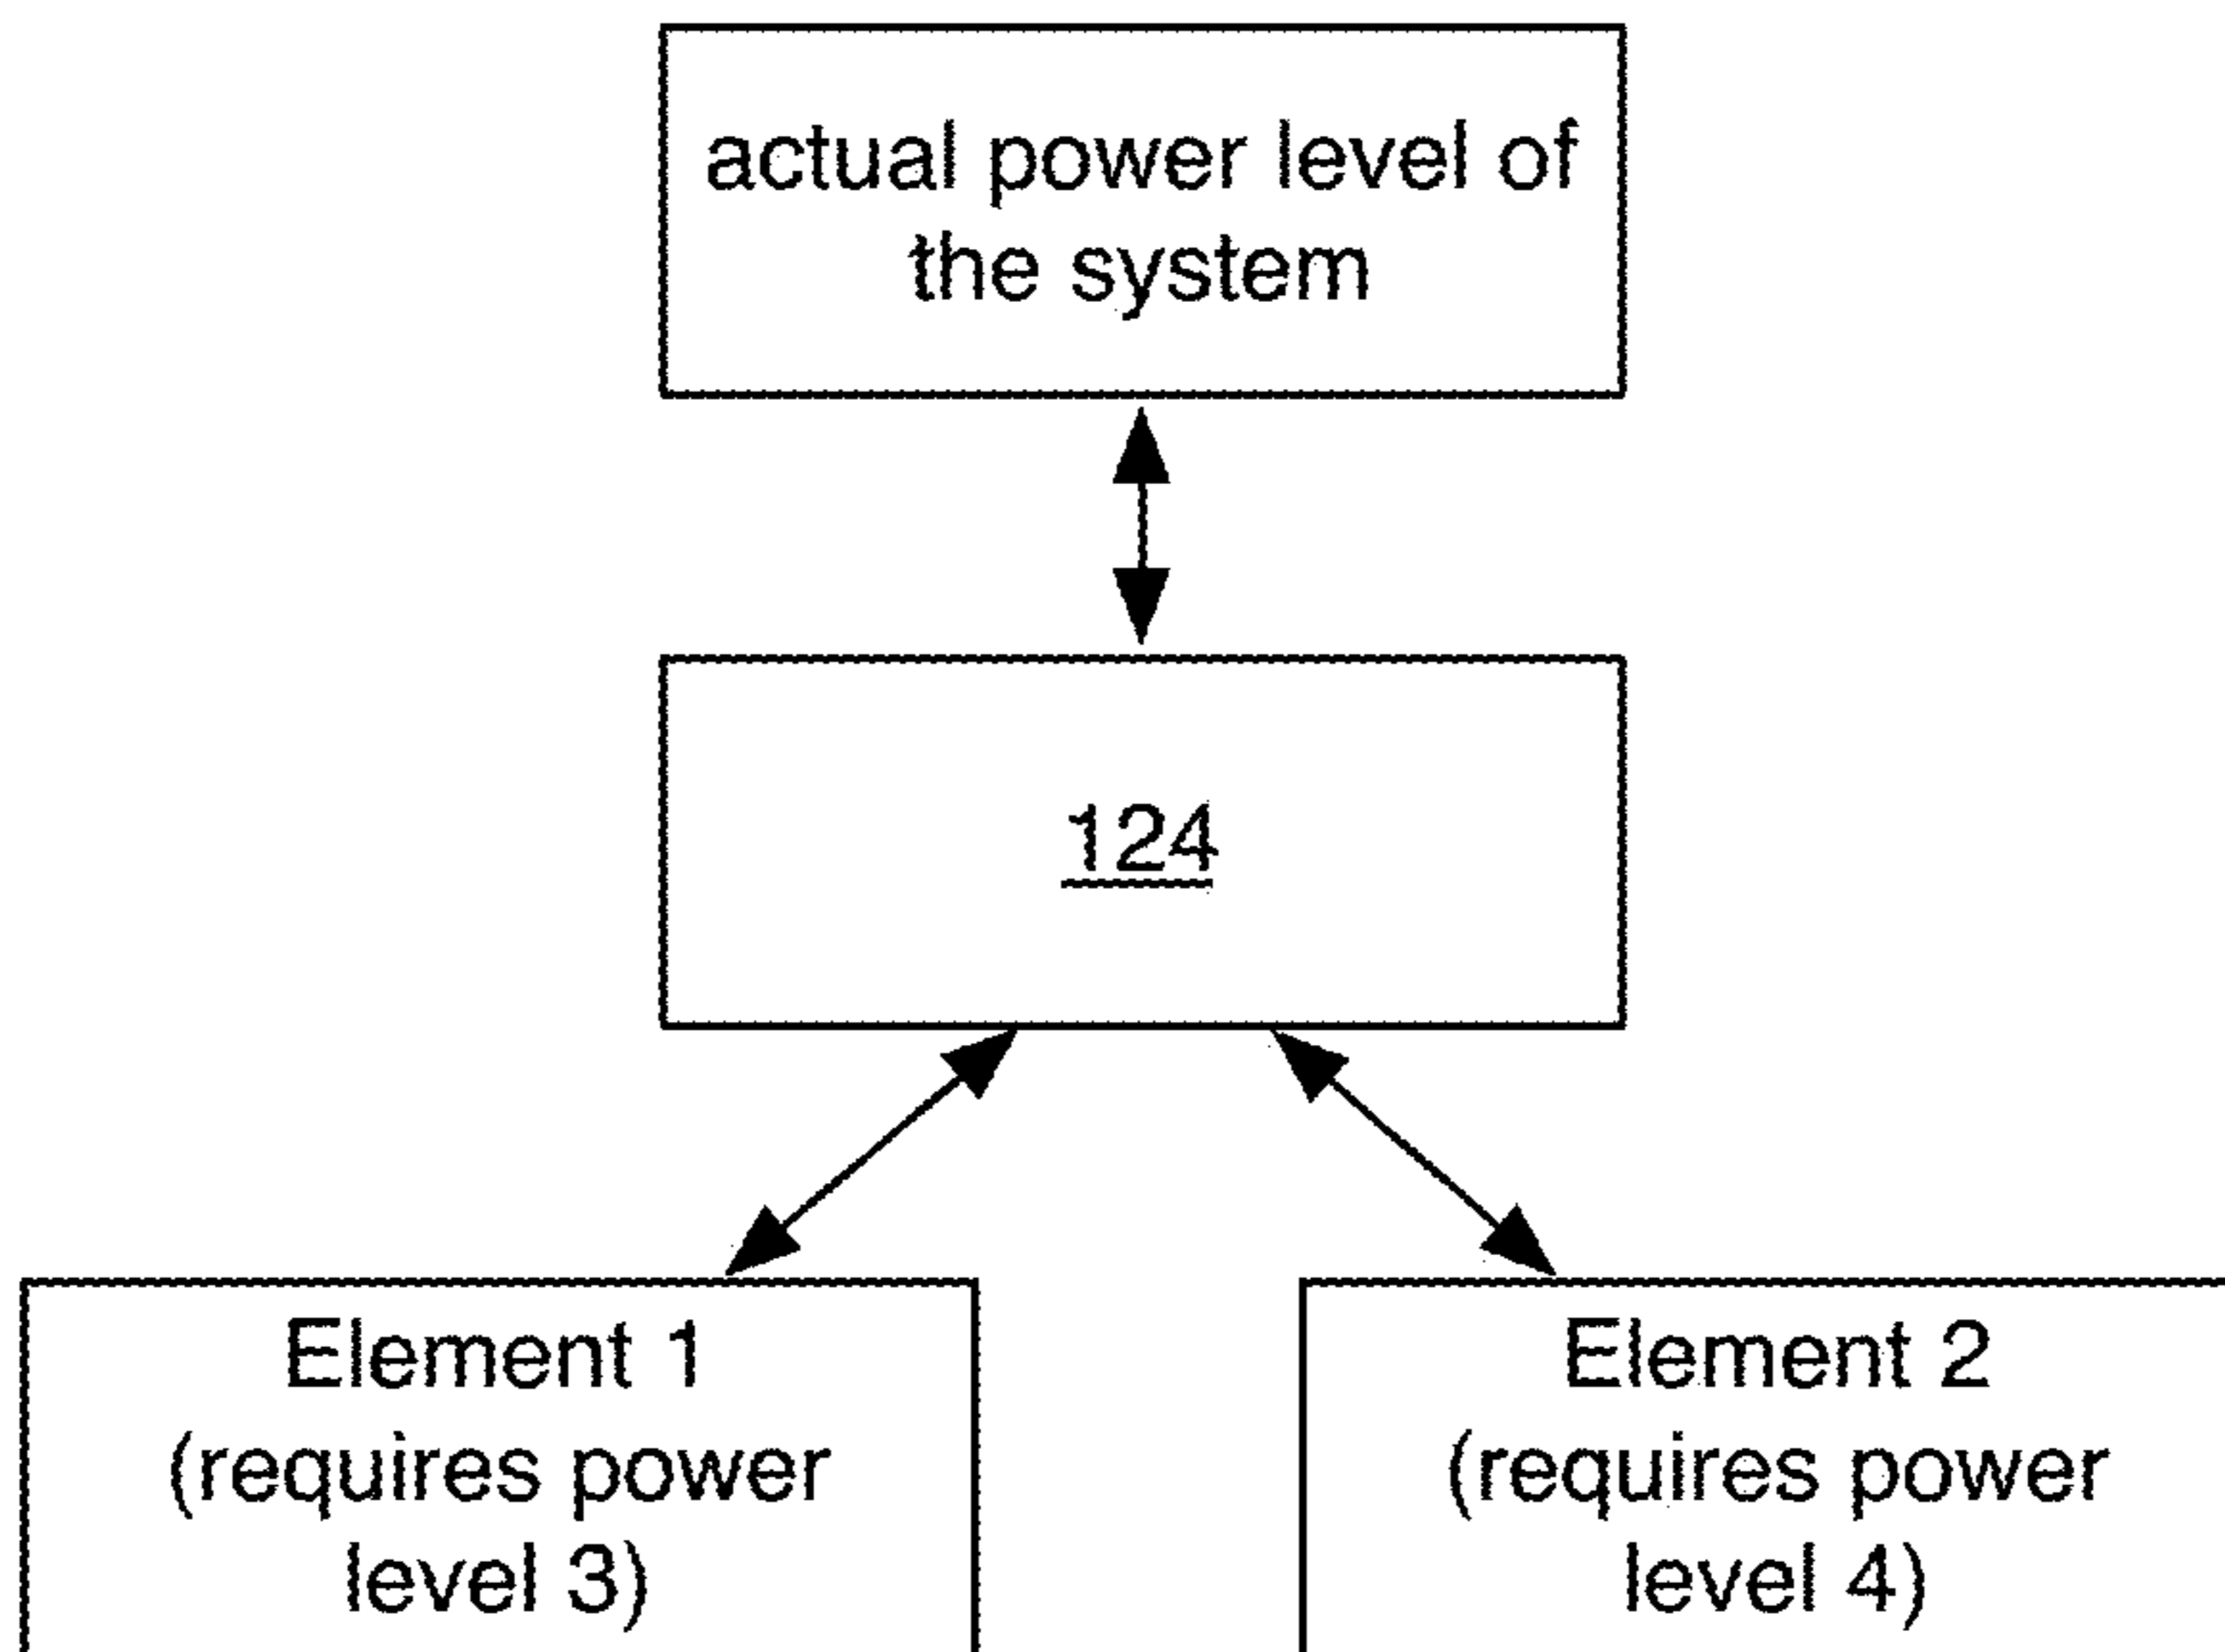 actual power level of
the system
124
Element 1
(requires power
level 3)
Element 2
(requires power
level 4)